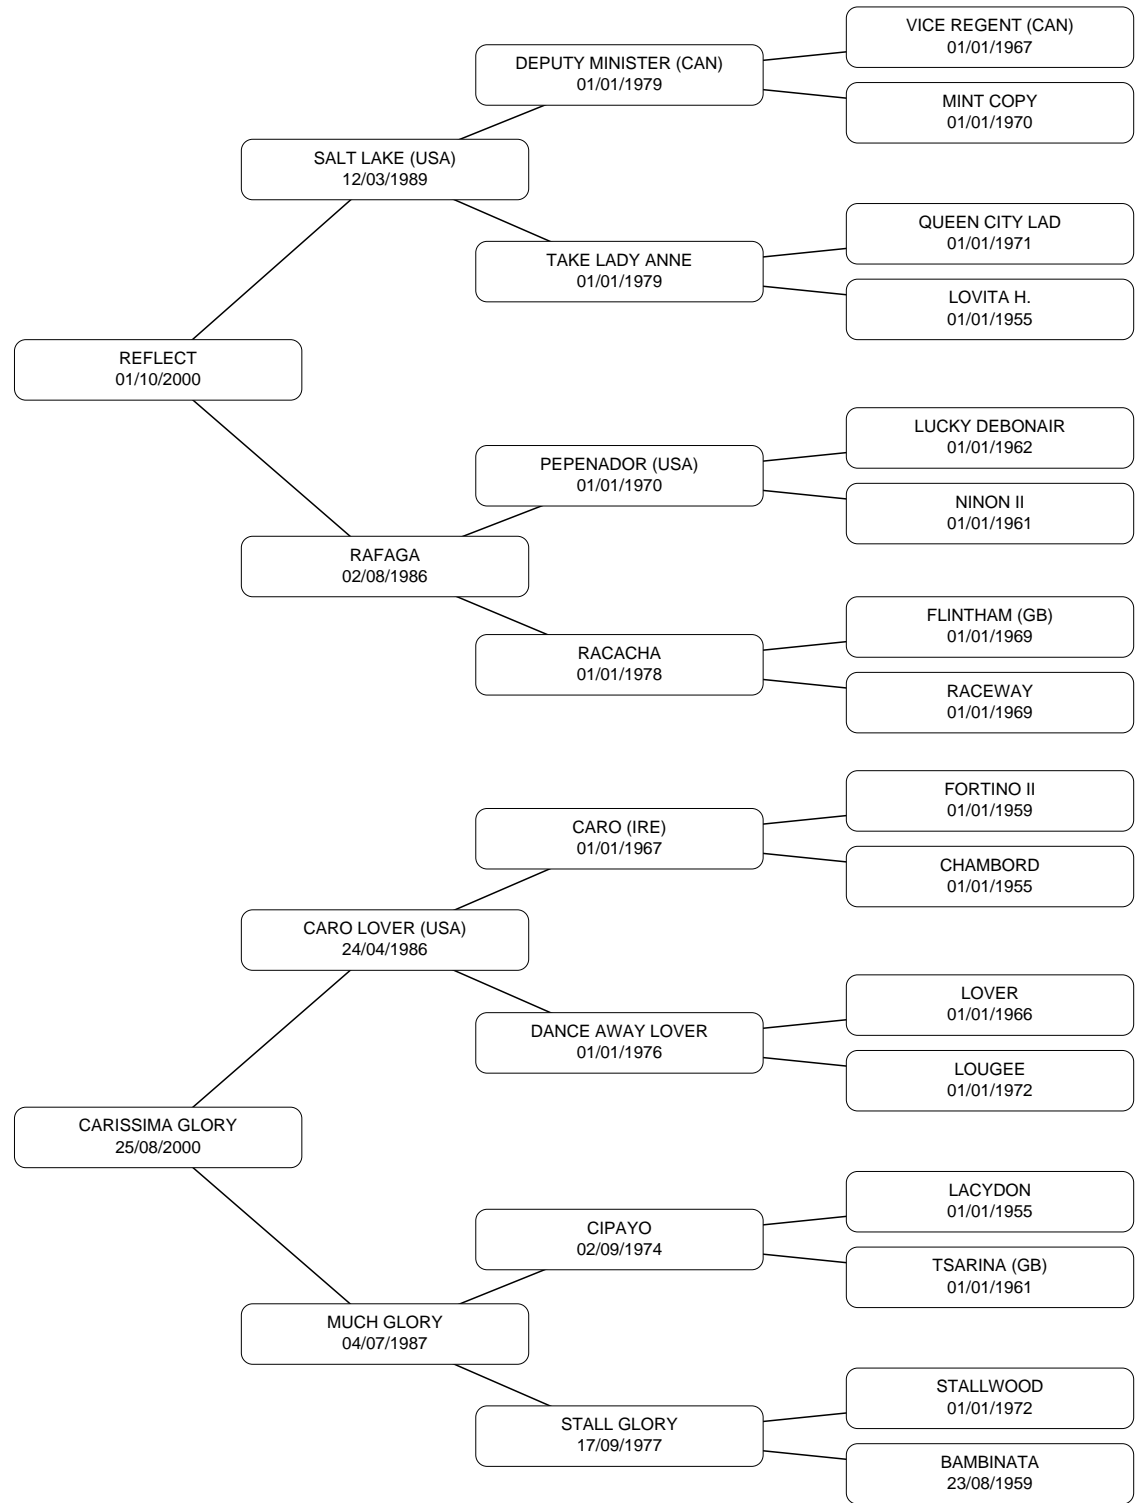 VICE REGENT (CAN)
01/01/1967
DEPUTY MINISTER (CAN)
01/01/1979
MINT COPY
01/01/1970
SALT LAKE (USA)
12/03/1989
QUEEN CITY LAD
01/01/1971
TAKE LADY ANNE
01/01/1979
LOVITA H.
01/01/1955
REFLECT
01/10/2000
LUCKY DEBONAIR
01/01/1962
PEPENADOR (USA)
01/01/1970
NINON II
01/01/1961
RAFAGA
02/08/1986
FLINTHAM (GB)
01/01/1969
RACACHA
01/01/1978
RACEWAY
01/01/1969
FORTINO II
01/01/1959
CARO (IRE)
01/01/1967
CHAMBORD
01/01/1955
CARO LOVER (USA)
24/04/1986
LOVER
01/01/1966
DANCE AWAY LOVER
01/01/1976
LOUGEE
01/01/1972
CARISSIMA GLORY
25/08/2000
LACYDON
01/01/1955
CIPAYO
02/09/1974
TSARINA (GB)
01/01/1961
MUCH GLORY
04/07/1987
STALLWOOD
01/01/1972
STALL GLORY
17/09/1977
BAMBINATA
23/08/1959